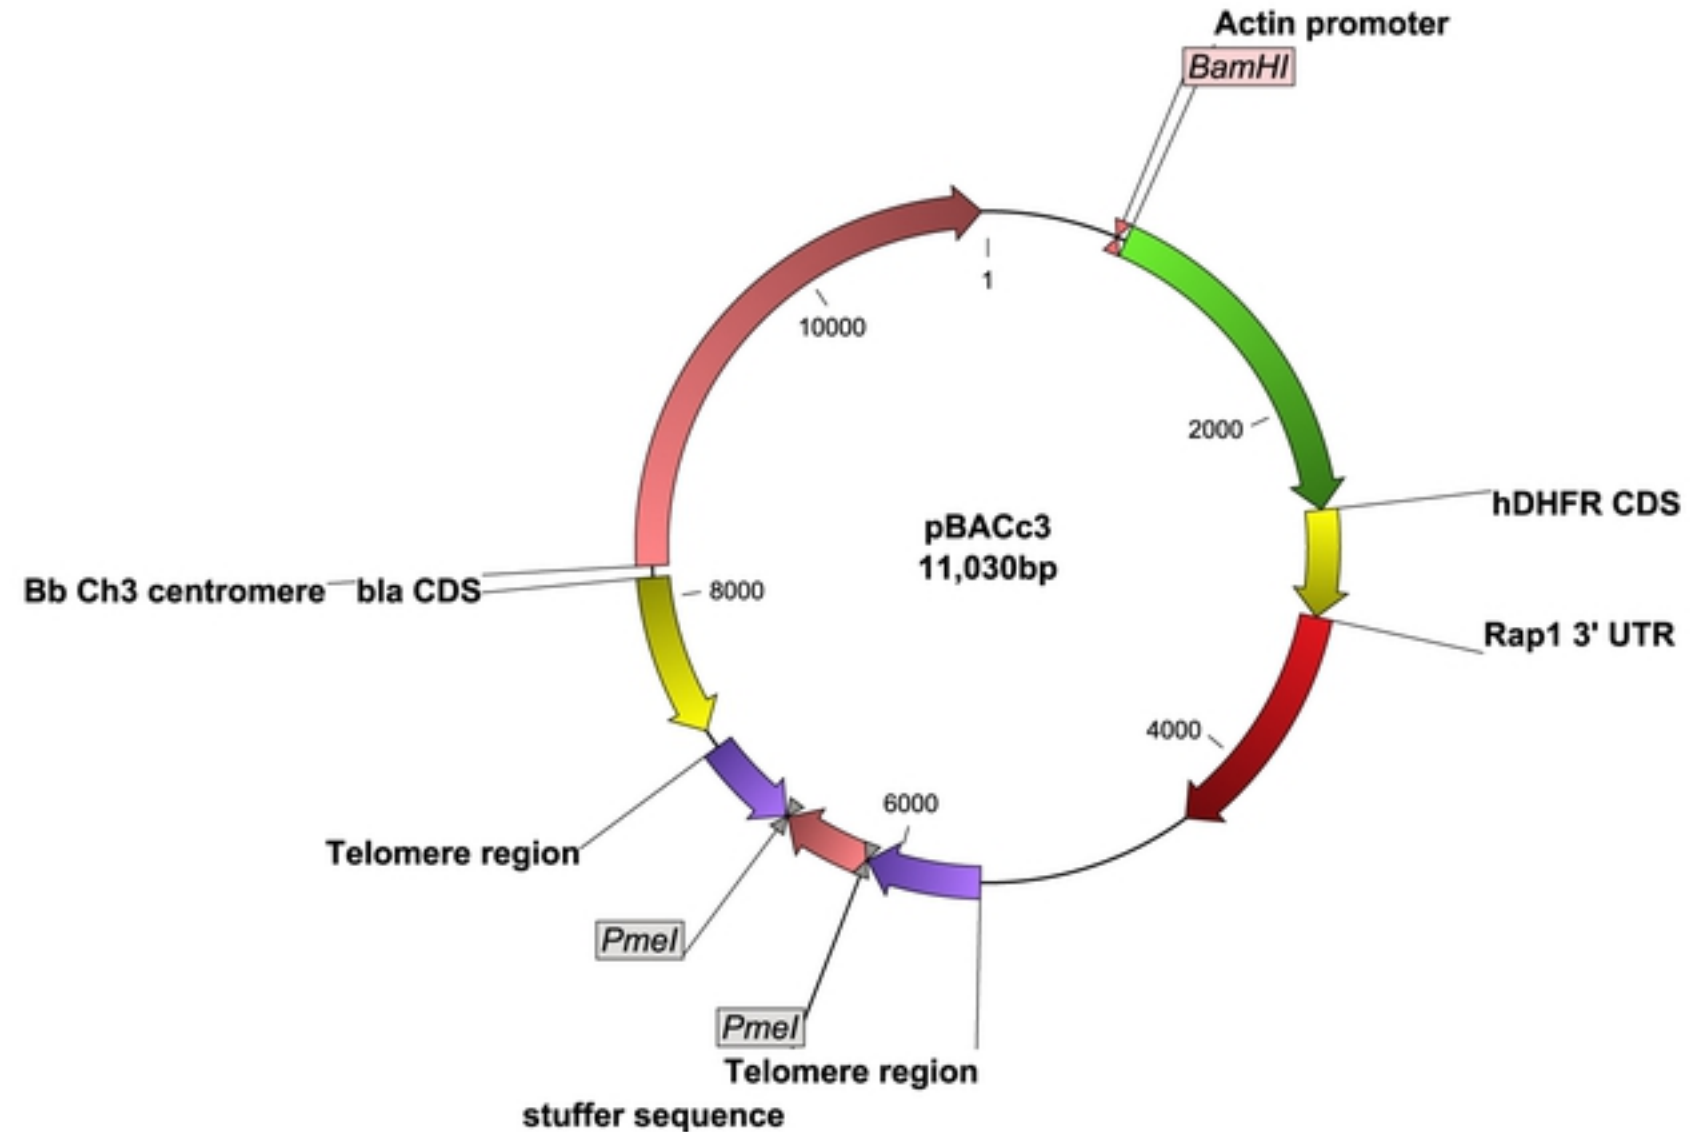 Actin promoter
BamHI
1
10000
2000
hDHFR CDS
pBACc3
11,030bp
Bb Ch3 centromere bla CDS
8000
Rap1 3' UTR
4000
6000
Telomere region
PmeI
PmeI
Telomere region
stuffer sequence